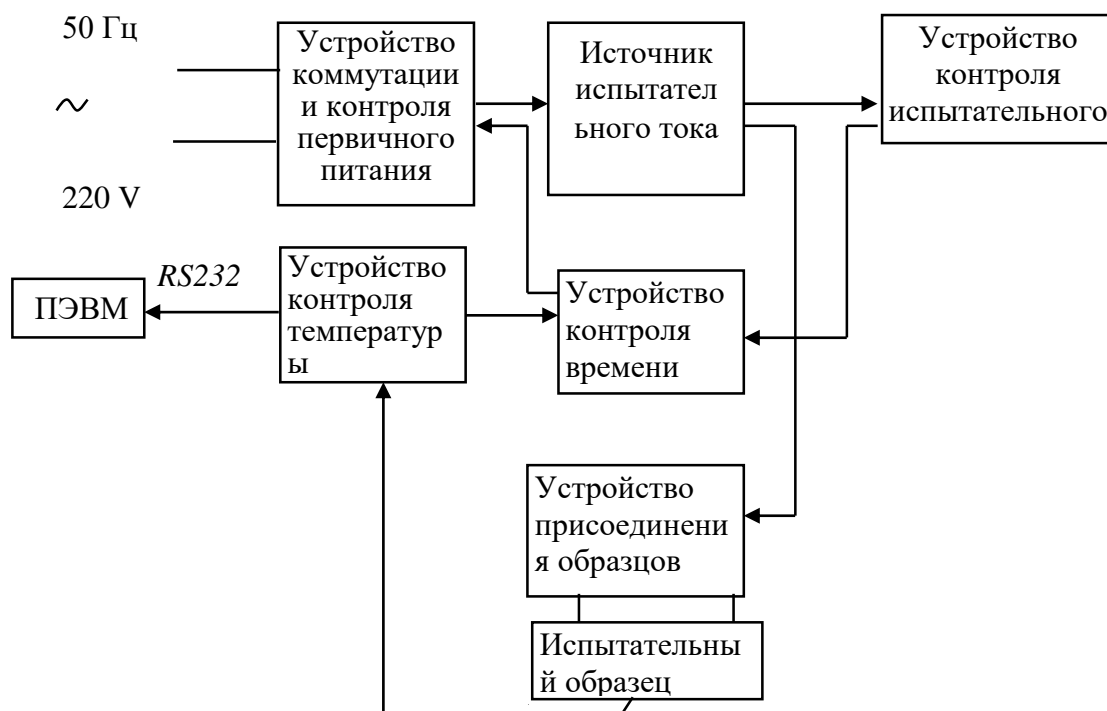 50 Гц
220 V
Устройство
коммутации
и контроля
первичного
питания
Источник
испытател
ьного тока
Устройство
контроля
испытательного
ПЭВМ
RS232
Устройство
контроля
температур
ы
Устройство
контроля
времени
Устройство
присоединени
я образцов
Испытательны
й образец